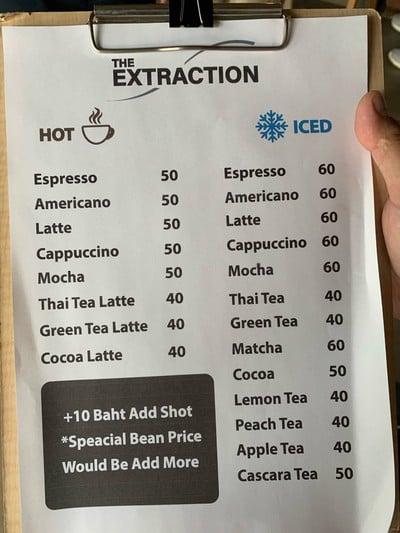 THE
EXTRACTION
HOT
Espresso 50
Americano 50
Latte 50
Cappuccino 50
Mocha 50
Thai Tea Latte 40
Green Tea Latte 40
Cocoa Latte 40
+10 Baht Add Shot
*Speacial Bean Price
Would Be Add More
ICED
Espresso 60
Americano 60
Latte 60
Cappuccino 60
Mocha 60
Thai Tea 40
Green Tea 40
Matcha 60
Cocoa 50
Lemon Tea 40
Peach Tea 40
Apple Tea 40
Cascara Tea 50